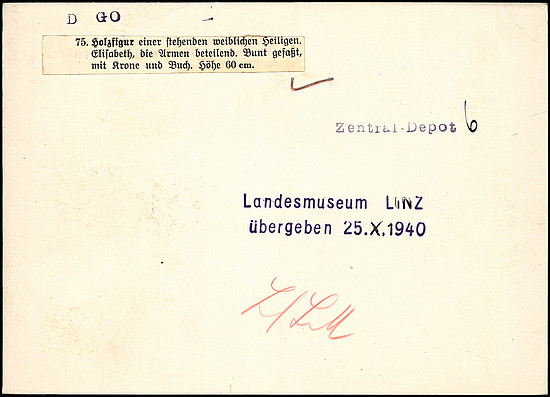 D GO
75. Holzfigur einer stehenden weiblichen Heiligen.
Elisabeth, die Armen beteilend. Bunt gefaßt,
mit Krone und Buch. Höhe 60 cm.
Zentral-Depot 6
Landesmuseum LINZ
übergeben 25.X.1940